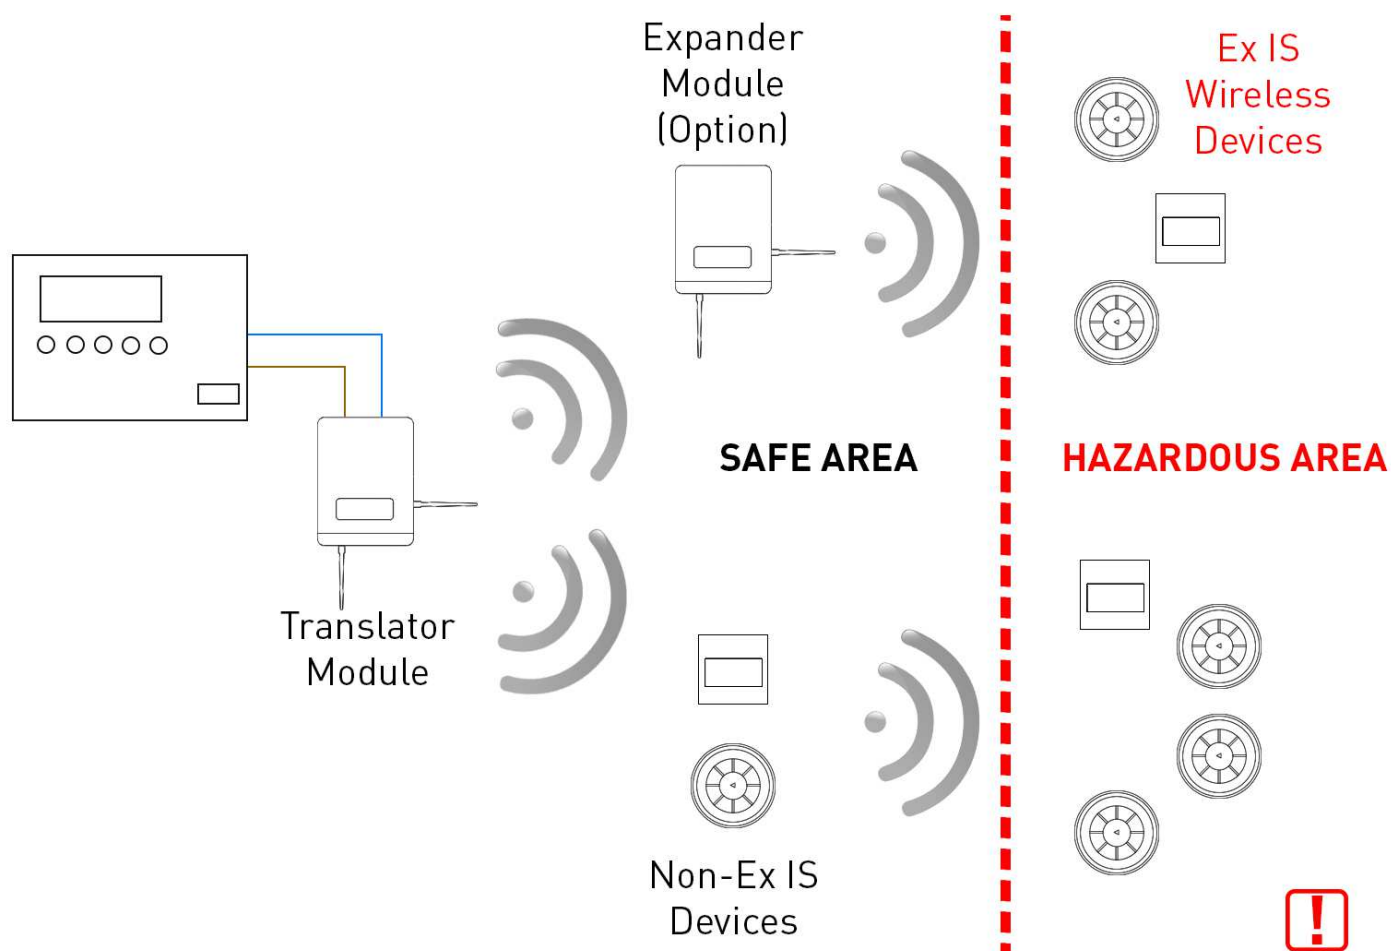 Expander
Module
(Option)
Ex IS
Wireless
Devices
SAFE AREA
HAZARDOUS AREA
Translator
Module
Non-Ex IS
Devices
!